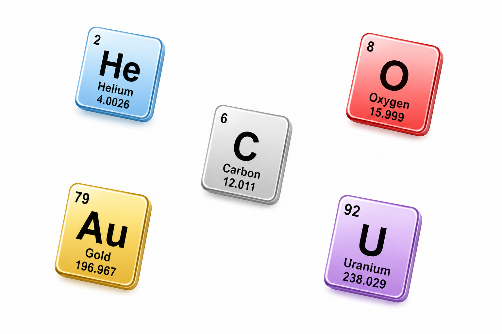 2
He
Helium
4.0026
8
O
Oxygen
15.999
6
C
Carbon
12.011
79
Au
Gold
196.967
92
U
Uranium
238.029